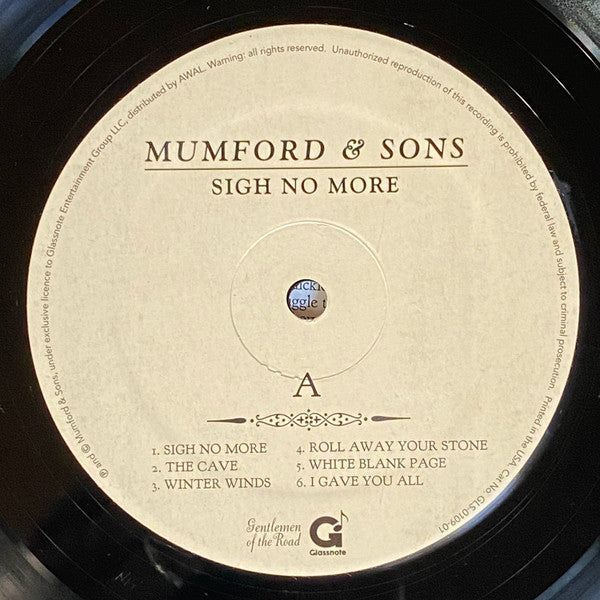 ℗ and © Mumford & Sons, under exclusive licence to Glassnote Entertainment Group LLC, distributed by AWAL. Warning: all rights reserved. Unauthorized reproduction of this recording is prohibited by federal law and subject to criminal prosecution. Printed in the USA. Cat No. GLS-0109-01
MUMFORD & SONS
SIGH NO MORE
A
1. SIGH NO MORE
2. THE CAVE
3. WINTER WINDS
4. ROLL AWAY YOUR STONE
5. WHITE BLANK PAGE
6. I GAVE YOU ALL
Gentlemen
of the Road
Glassnote